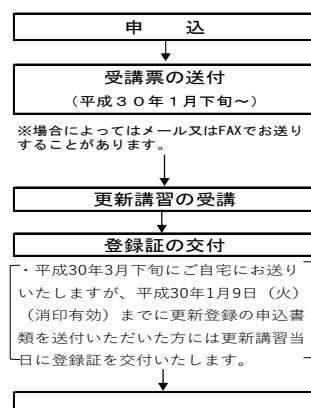 申　　込
受講票の送付
（平成３０年１月下旬～）
※場合によってはメール又はFAXでお送り
することがあります。
更新講習の受講
登録証の交付
・平成30年3月下旬にご自宅にお送り
いたしますが、平成30年1月9日（火）
（消印有効）までに更新登録の申込書
類を送付いただいた方には更新講習当
日に登録証を交付いたします。